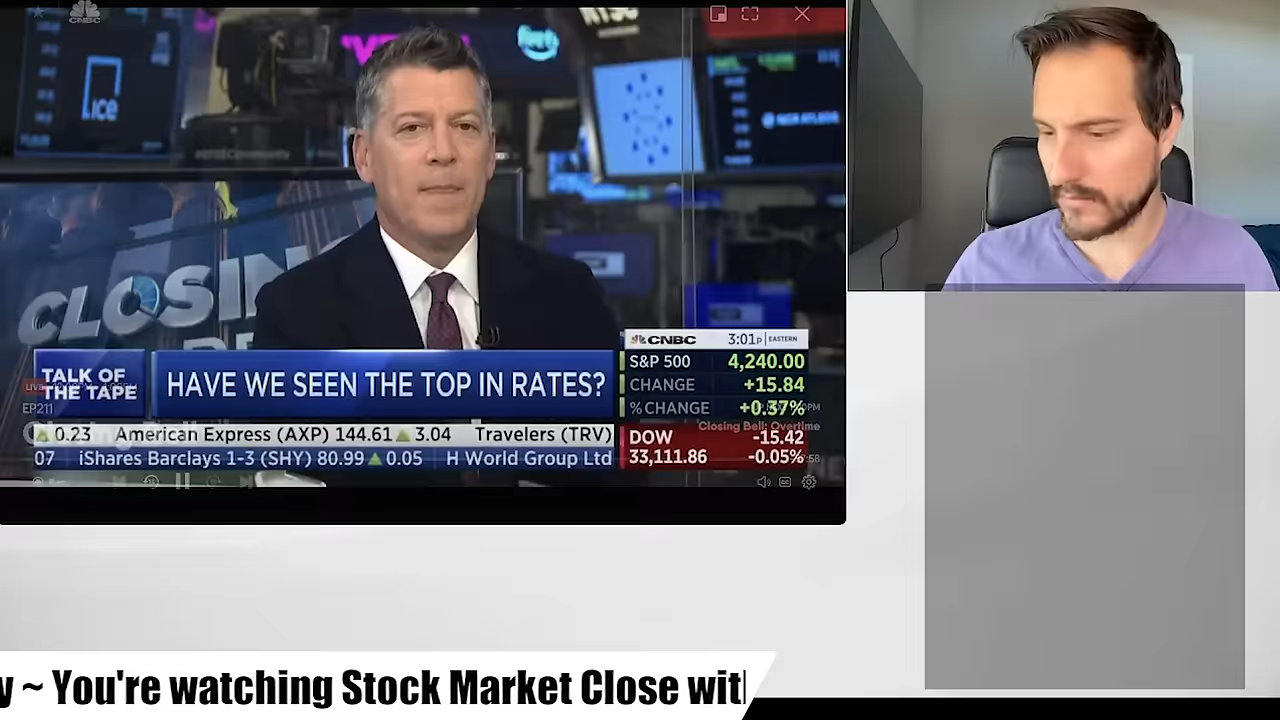 CNBC
ice
CLOSIN
TALK OF
THE TAPE
HAVE WE SEEN THE TOP IN RATES?
CNBC 3:01P EASTERN
S&P 500 4,240.00
CHANGE +15.84
% CHANGE +0.37%
DOW -15.42
33,111.86 -0.05%
LIVE
EP211
Closing Bell: Overtime
0.23 American Express (AXP) 144.61 ▲ 3.04 Travelers (TRV)
07 iShares Barclays 1-3 (SHY) 80.99 ▲ 0.05 H World Group Ltd
y ~ You're watching Stock Market Close wit